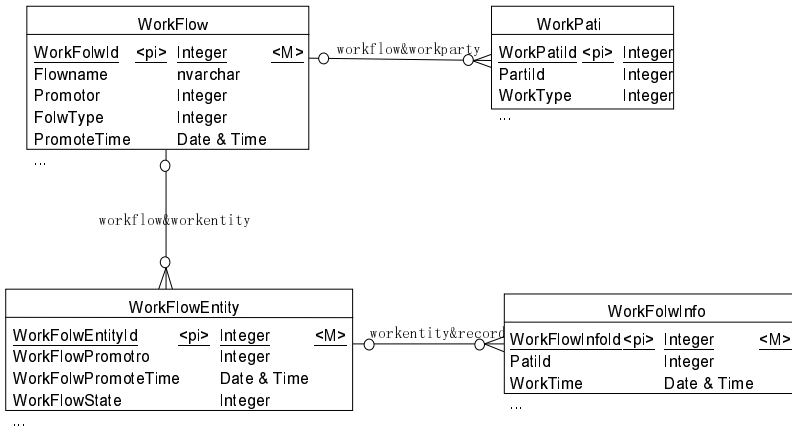 WorkFlow
WorkFolwId <pi> Integer <M>
Flowname nvarchar
Promotor Integer
FolwType Integer
PromoteTime Date & Time
...
workflow&workparty
WorkPati
WorkPatiId <pi> Integer
PartiId Integer
WorkType Integer
...
workflow&workentity
WorkFlowEntity
WorkFolwEntityId <pi> Integer <M>
WorkFlowPromotro Integer
WorkFolwPromoteTime Date & Time
WorkFlowState Integer
...
workentity&record
WorkFolwInfo
WorkFlowInfoId <pi> Integer <M>
PatiId Integer
WorkTime Date & Time
...